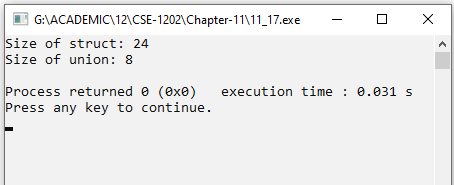 G:\ACADEMIC\12\CSE-1202\Chapter-11\11_17.exe
Size of struct: 24
Size of union: 8
Process returned 0 (0x0)   execution time : 0.031 s
Press any key to continue.